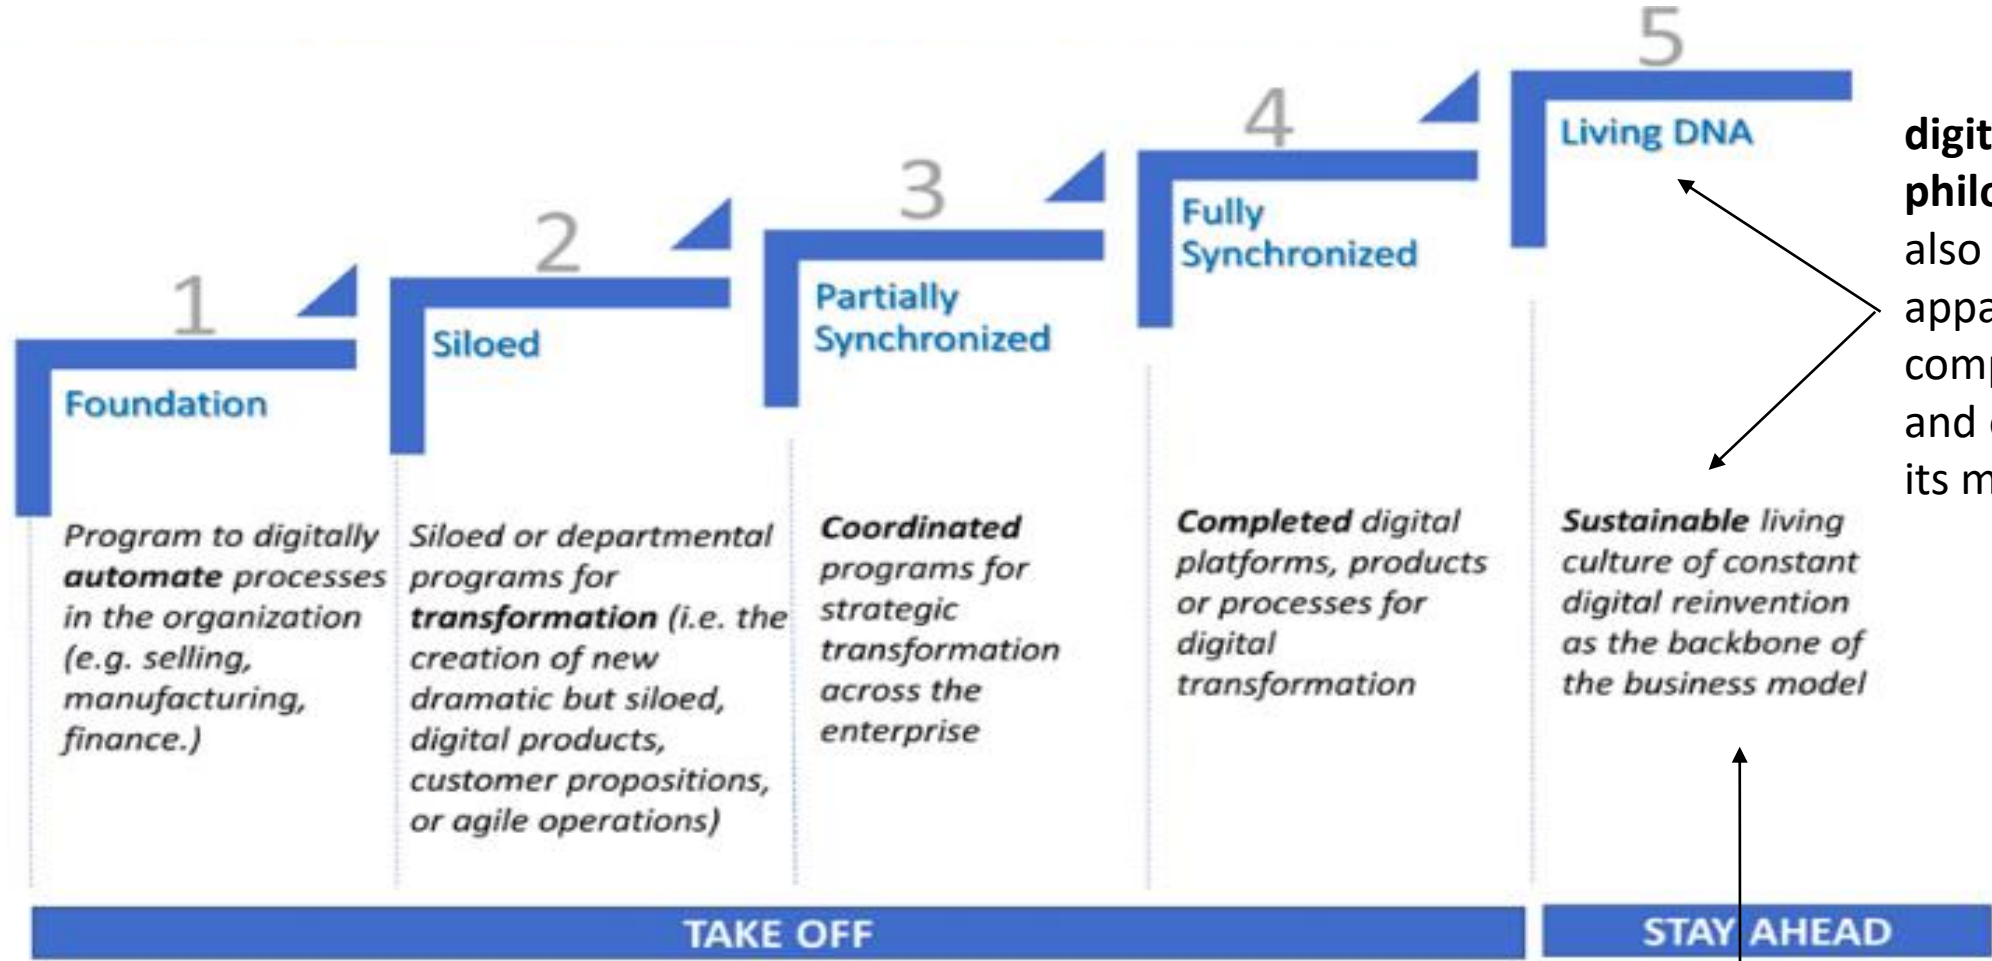 1
Foundation
Program to digitally
automate processes
in the organization
(e.g. selling,
manufacturing,
finance.)
2
Siloed
Siloed or departmental
programs for
transformation (i.e. the
creation of new
dramatic but siloed,
digital products,
customer propositions,
or agile operations)
3
Partially
Synchronized
Coordinated
programs for
strategic
transformation
across the
enterprise
4
Fully
Synchronized
Completed digital
platforms, products
or processes for
digital
transformation
5
Living DNA
Sustainable living
culture of constant
digital reinvention
as the backbone of
the business model
also
and
its
TAKE OFF
STAY AHEAD